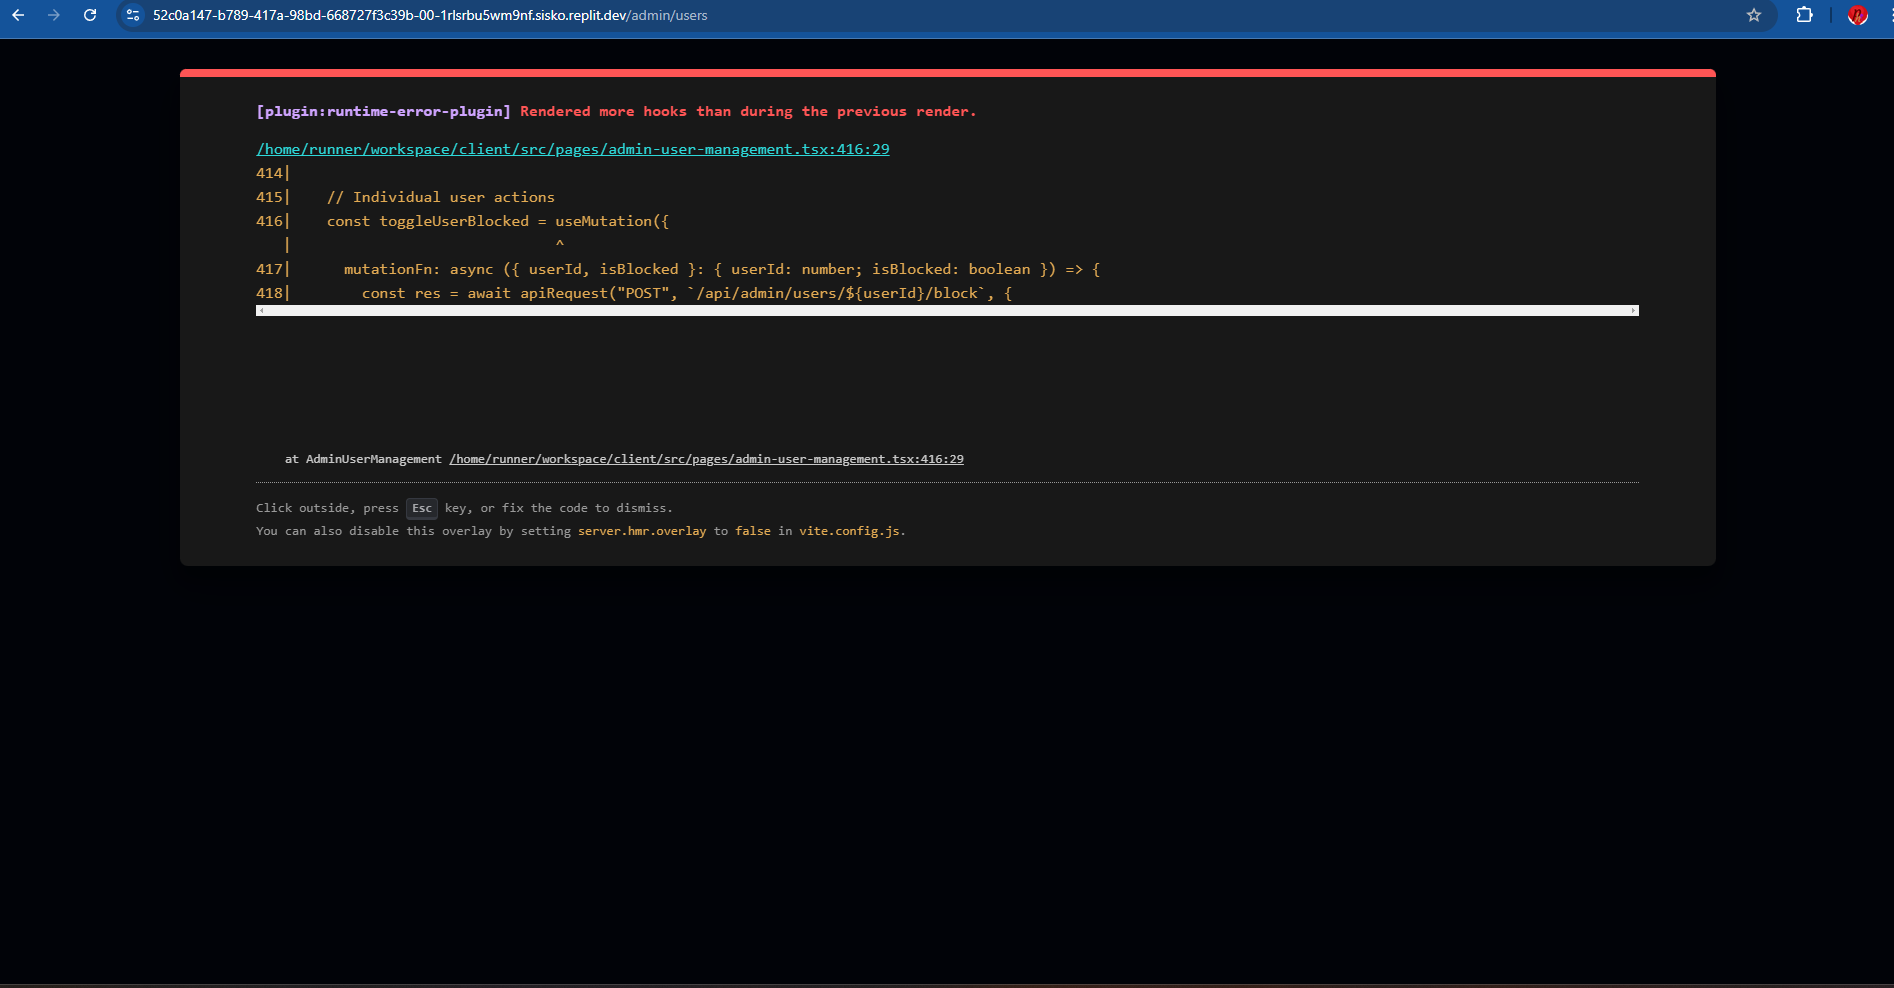 52c0a147-b789-417a-98bd-668727f3c39b-00-1rlsrbu5wm9nf.sisko.replit.dev/admin/users
[plugin:runtime-error-plugin] Rendered more hooks than during the previous render.
/home/runner/workspace/client/src/pages/admin-user-management.tsx:416:29
414|
415|    // Individual user actions
416|    const toggleUserBlocked = useMutation({
   |                              ^
417|      mutationFn: async ({ userId, isBlocked }: { userId: number; isBlocked: boolean }) => {
418|        const res = await apiRequest("POST", `/api/admin/users/${userId}/block`, {
at AdminUserManagement /home/runner/workspace/client/src/pages/admin-user-management.tsx:416:29
Click outside, press Esc key, or fix the code to dismiss.
You can also disable this overlay by setting server.hmr.overlay to false in vite.config.js.